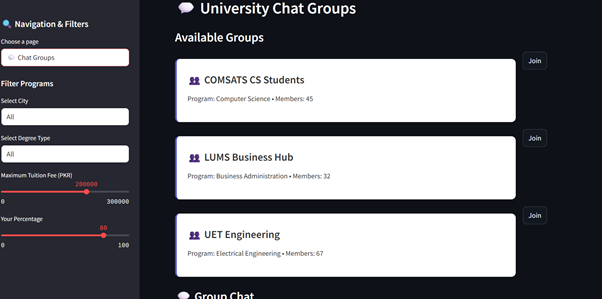 🔍 Navigation & Filters
Choose a page
💬 Chat Groups
Filter Programs
Select City
All
Select Degree Type
All
Maximum Tuition Fee (PKR)
200000
0 300000
Your Percentage
80
0 100
💬 University Chat Groups
Available Groups
👥 COMSATS CS Students
Program: Computer Science • Members: 45
Join
👥 LUMS Business Hub
Program: Business Administration • Members: 32
Join
👥 UET Engineering
Program: Electrical Engineering • Members: 67
Join
💬 Group Chat